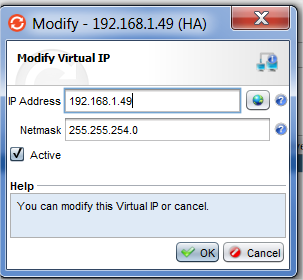 Modify - 192.168.1.49 (HA)
Modify Virtual IP
IP Address 192.168.1.49
Netmask 255.255.254.0
Active
Help
You can modify this Virtual IP or cancel.
OK Cancel